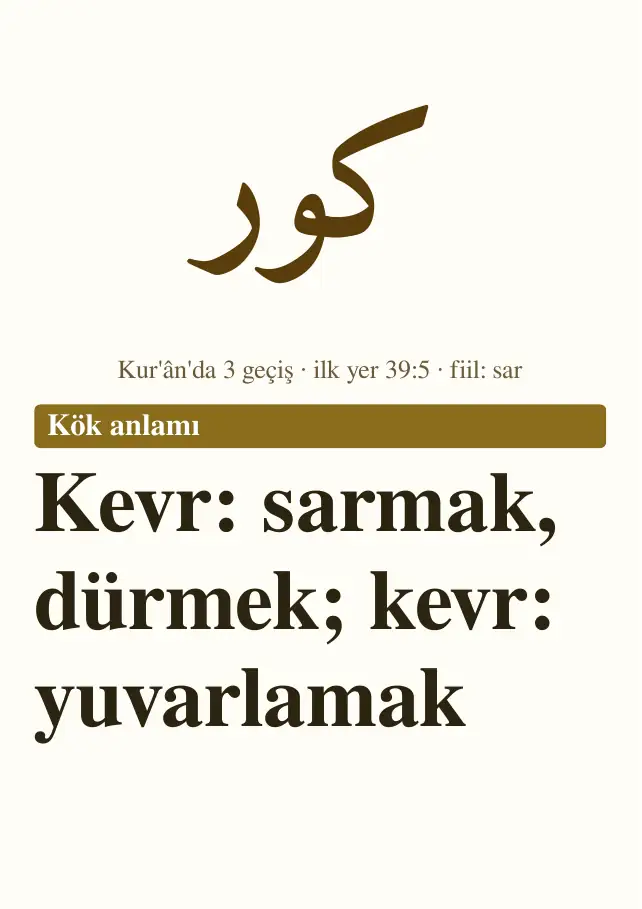 كور
Kur'ân'da 3 geçiş · ilk yer 39:5 · fiil: sar
Kök anlamı
Kevr: sarmak,
dürmek; kevr:
yuvarlamak